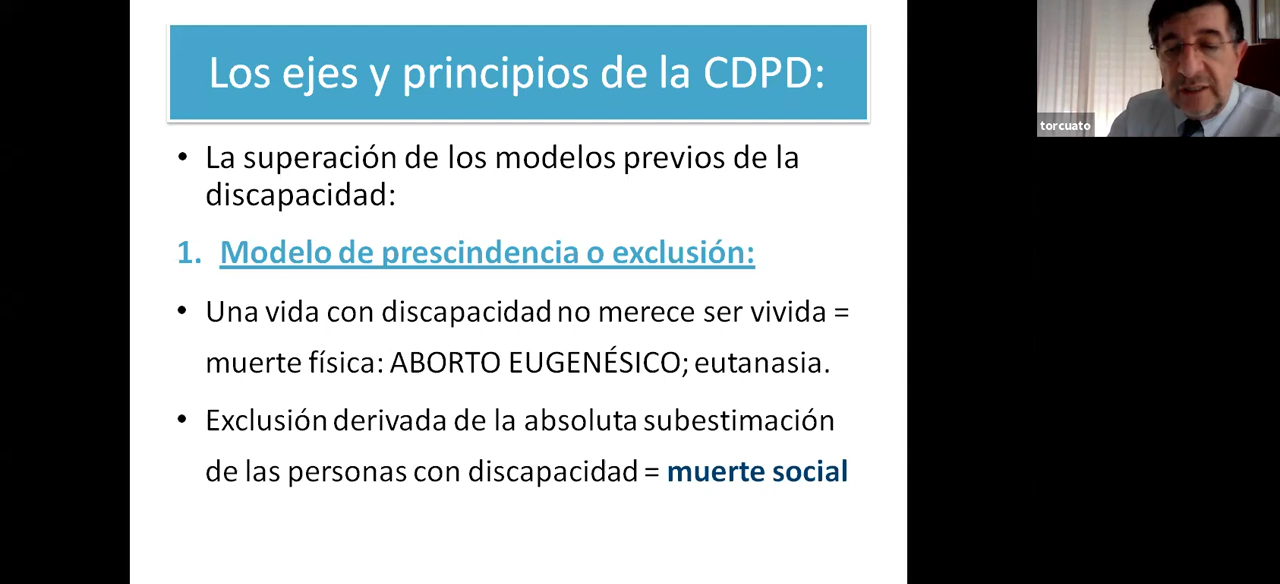 Los ejes y principios de la CDPD:
• La superación de los modelos previos de la
discapacidad:
1. Modelo de prescindencia o exclusión:
• Una vida con discapacidad no merece ser vivida =
muerte física: ABORTO EUGENÉSICO; eutanasia.
• Exclusión derivada de la absoluta subestimación
de las personas con discapacidad = muerte social
torcuato